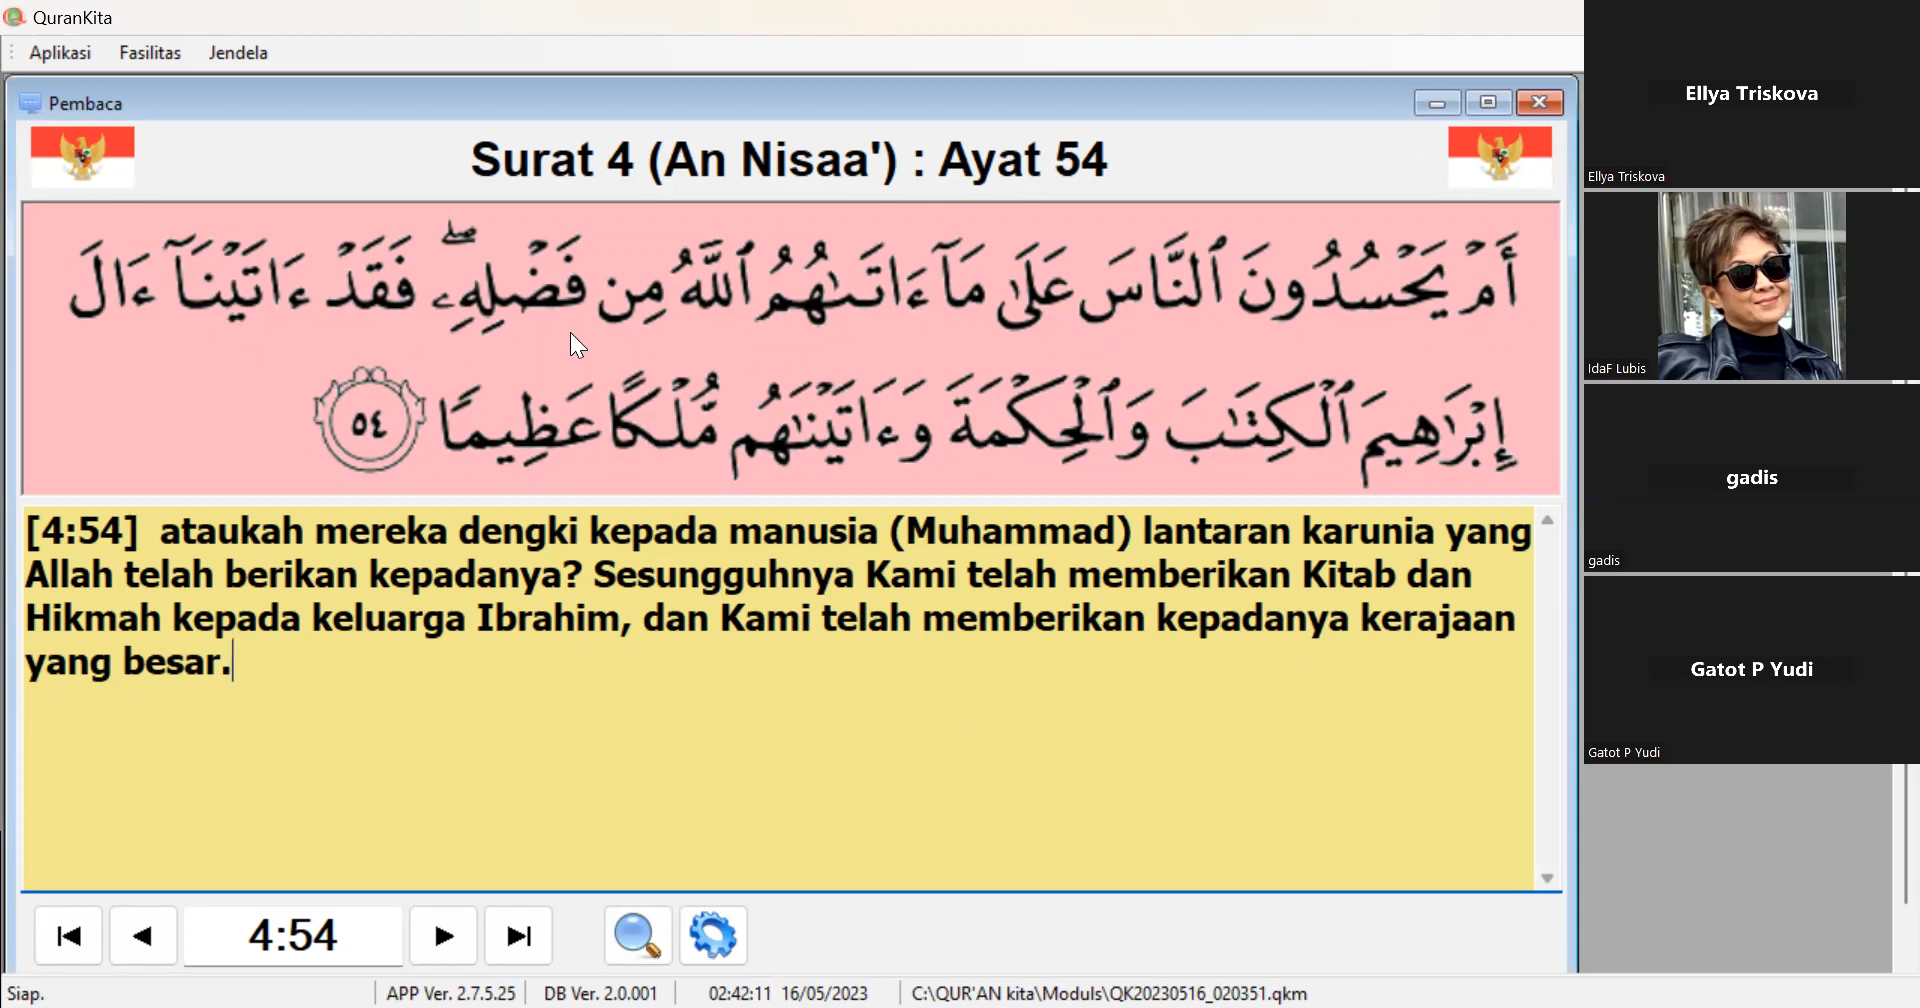 QuranKita
Aplikasi Fasilitas Jendela
Pembaca
Surat 4 (An Nisaa') : Ayat 54
أَمْ يَحْسُدُونَ ٱلنَّاسَ عَلَىٰ مَآ ءَاتَىٰهُمُ ٱللَّهُ مِن فَضْلِهِۦ ۖ فَقَدْ ءَاتَيْنَآ ءَالَ
إِبْرَٰهِيمَ ٱلْكِتَٰبَ وَٱلْحِكْمَةَ وَءَاتَيْنَٰهُم مُّلْكًا عَظِيمًا ٥٤
[4:54] ataukah mereka dengki kepada manusia (Muhammad) lantaran karunia yang
Allah telah berikan kepadanya? Sesungguhnya Kami telah memberikan Kitab dan
Hikmah kepada keluarga Ibrahim, dan Kami telah memberikan kepadanya kerajaan
yang besar.
4:54
Siap. APP Ver. 2.7.5.25 DB Ver. 2.0.001 02:42:11 16/05/2023 C:\QUR'AN kita\Moduls\QK20230516_020351.qkm
Ellya Triskova
Ellya Triskova
IdaF Lubis
gadis
gadis
Gatot P Yudi
Gatot P Yudi